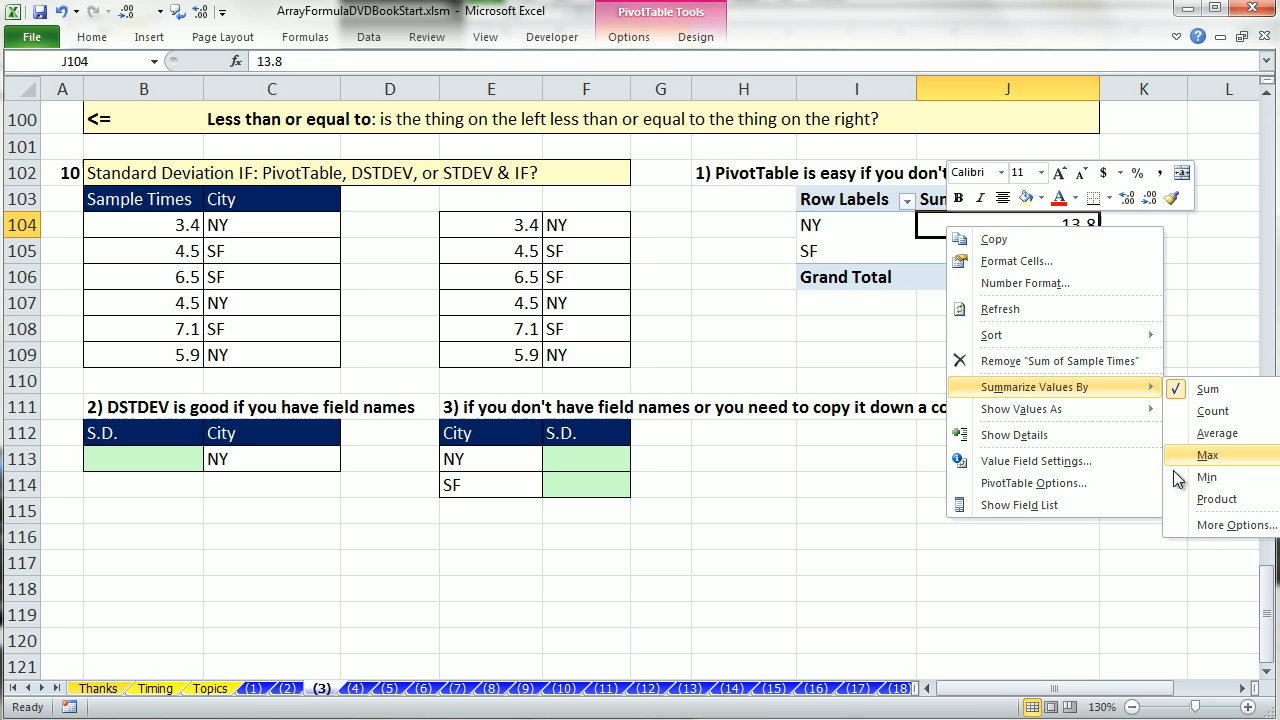 ArrayFormulaDVDBookStart.xlsm - Microsoft Excel
PivotTable Tools
File Home Insert Page Layout Formulas Data Review View Developer Options Design
J104 fx 13.8
A B C D E F G H I J K L
100 <= Less than or equal to: is the thing on the left less than or equal to the thing on the right?
101
102 10 Standard Deviation IF: PivotTable, DSTDEV, or STDEV & IF? 1) PivotTable is easy if you don't
Calibri 11 A A $ % ,
B I A
103 Sample Times City Row Labels Sum
104 3.4 NY 3.4 NY NY 13.8
105 4.5 SF 4.5 SF SF
106 6.5 SF 6.5 SF Grand Total
107 4.5 NY 4.5 NY
108 7.1 SF 7.1 SF
109 5.9 NY 5.9 NY
110
111 2) DSTDEV is good if you have field names 3) if you don't have field names or you need to copy it down a co
112 S.D. City City S.D.
113 NY NY
114 SF
115
116
117
118
119
120
121
Copy
Format Cells...
Number Format...
Refresh
Sort
Remove "Sum of Sample Times"
Summarize Values By
Show Values As
Show Details
Value Field Settings...
PivotTable Options...
Show Field List
Sum
Count
Average
Max
Min
Product
More Options...
Thanks Timing Topics (1) (2) (3) (4) (5) (6) (7) (8) (9) (10) (11) (12) (13) (14) (15) (16) (17) (18
Ready 130%